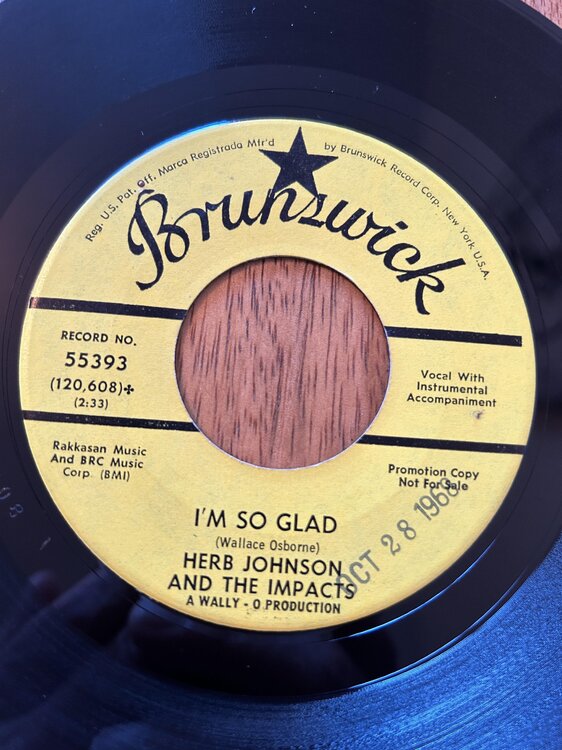 Reg. U.S. Pat. Off. Marca Registrada Mfr'd by Brunswick Record Corp. New York U.S.A.
Brunswick
RECORD NO.
55393
(120,608)✤
(2:33)
Vocal With
Instrumental
Accompaniment
Rakkasan Music
And BRC Music
Corp. (BMI)
Promotion Copy
Not For Sale
I'M SO GLAD
(Wallace Osborne)
HERB JOHNSON
AND THE IMPACTS
A WALLY - O PRODUCTION
OCT 28 1968